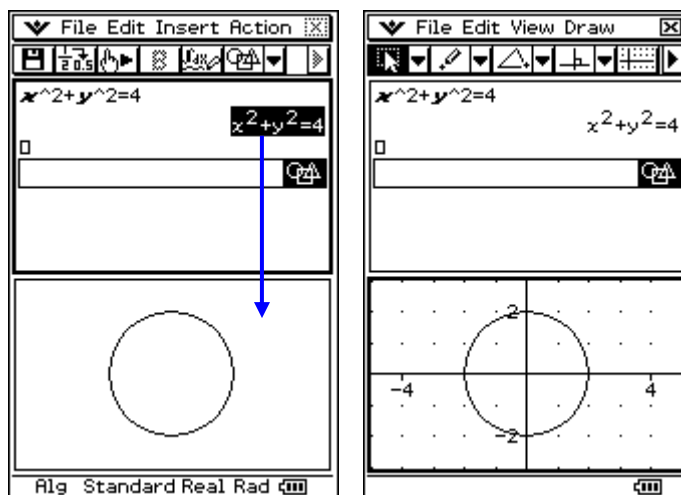 File Edit Insert Action
x^2+y^2=4
x²+y²=4
Alg Standard Real Rad
File Edit View Draw
x^2+y^2=4
x²+y²=4
2
-4 4
-2